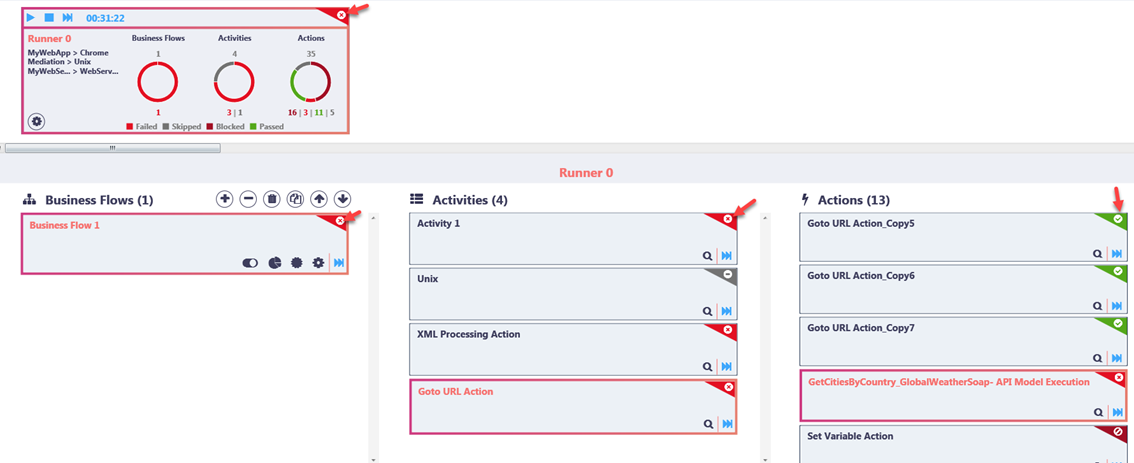 00:31:22
Runner 0
MyWebApp > Chrome
Mediation > Unix
MyWebSe... > WebServ...
Business Flows
1
1
Activities
4
3 | 1
Actions
35
16 | 3 | 11 | 5
Failed Skipped Blocked Passed
Runner 0
Business Flows (1)
Business Flow 1
Activities (4)
Activity 1
Unix
XML Processing Action
Goto URL Action
Actions (13)
Goto URL Action_Copy5
Goto URL Action_Copy6
Goto URL Action_Copy7
GetCitiesByCountry_GlobalWeatherSoap- API Model Execution
Set Variable Action